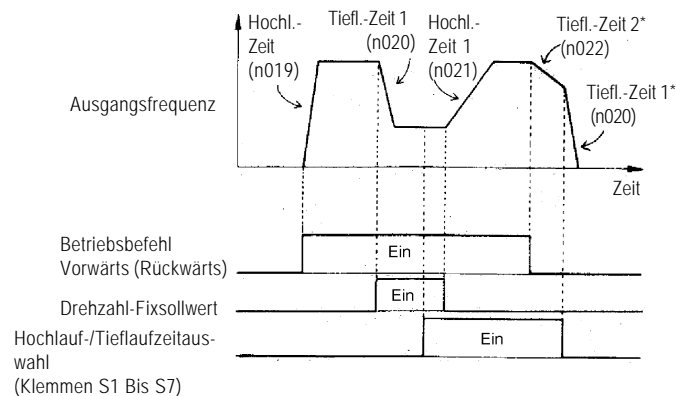 Hochl.-
Zeit
(n019)
Tiefl.-Zeit 1
(n020)
Hochl.-
Zeit 1
(n021)
Tiefl.-Zeit 2*
(n022)
Tiefl.-Zeit 1*
(n020)
Ausgangsfrequenz
Zeit
Betriebsbefehl
Vorwärts (Rückwärts)
Ein
Drehzahl-Fixsollwert
Ein
Hochlauf-/Tieflaufzeitaus-
wahl
(Klemmen S1 Bis S7)
Ein